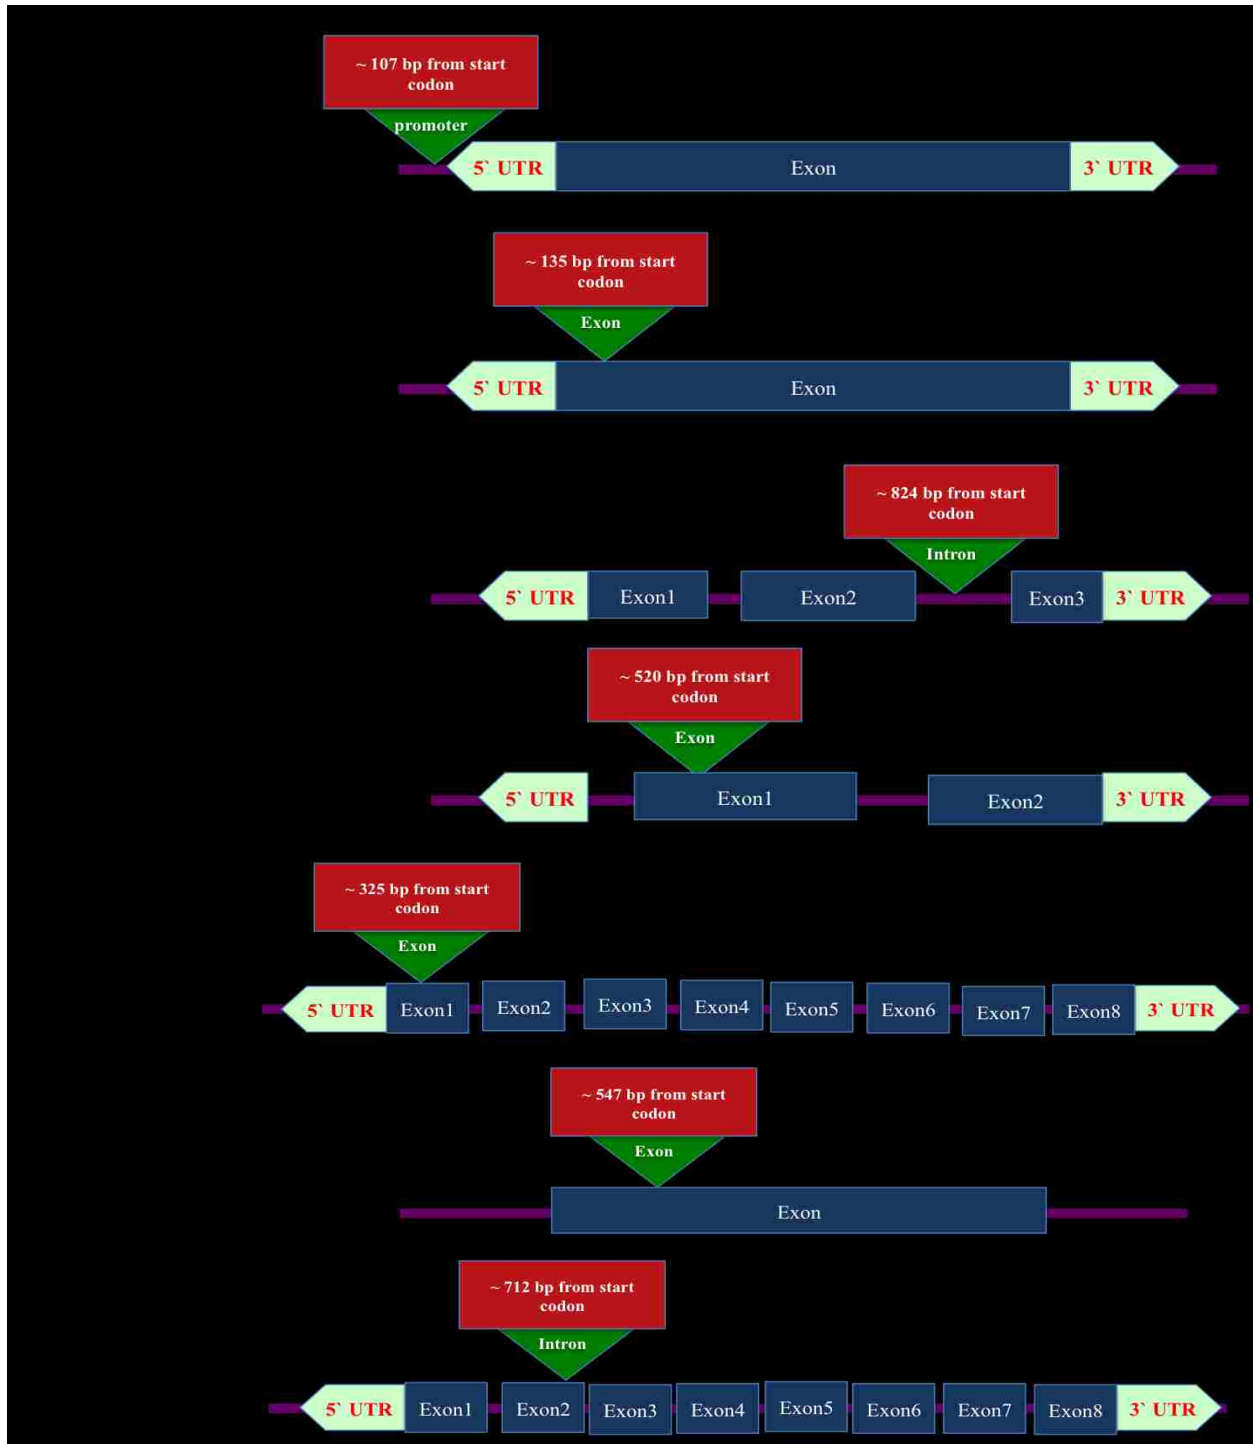 ~ 107 bp from start
codon
promoter
5` UTR Exon 3` UTR
~ 135 bp from start
codon
Exon
5` UTR Exon 3` UTR
~ 824 bp from start
codon
Intron
5` UTR Exon1 Exon2 Exon3 3` UTR
~ 520 bp from start
codon
Exon
5` UTR Exon1 Exon2 3` UTR
~ 325 bp from start
codon
Exon
5` UTR Exon1 Exon2 Exon3 Exon4 Exon5 Exon6 Exon7 Exon8 3` UTR
~ 547 bp from start
codon
Exon
Exon
~ 712 bp from start
codon
Intron
5` UTR Exon1 Exon2 Exon3 Exon4 Exon5 Exon6 Exon7 Exon8 3` UTR